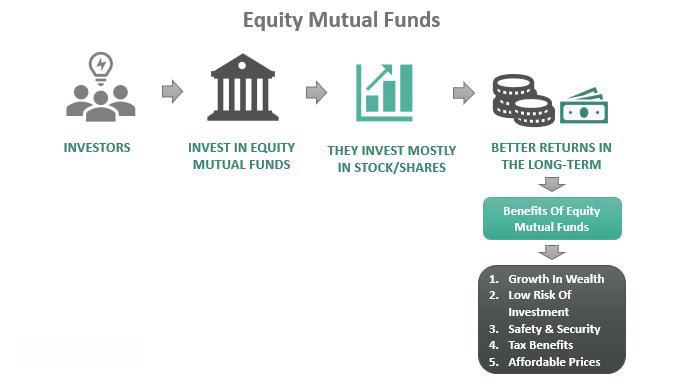 Equity Mutual Funds
INVESTORS
INVEST IN EQUITY
MUTUAL FUNDS
THEY INVEST MOSTLY
IN STOCK/SHARES
BETTER RETURNS IN
THE LONG-TERM
Benefits Of Equity
Mutual Funds
1. Growth In Wealth
2. Low Risk Of
Investment
3. Safety & Security
4. Tax Benefits
5. Affordable Prices